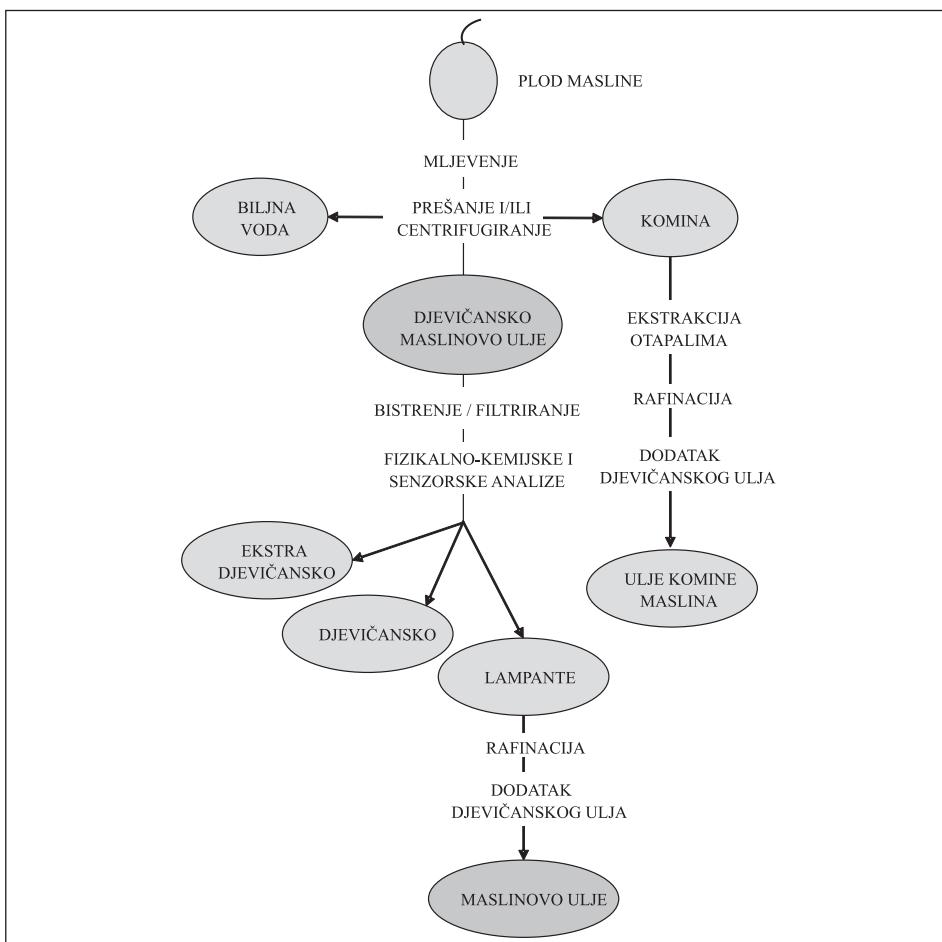 PLOD MASLINE
MLJEVENJE
BILJNA
VODA
PREŠANJE I/ILI
CENTRIFUGIRANJE
KOMINA
DJEVIČANSKO
MASLINOVO ULJE
EKSTRAKCIJA
OTAPALIMA
BISTRENJE / FILTRIRANJE
RAFINACIJA
FIZIKALNO-KEMIJSKE I
SENZORSKE ANALIZE
DODATAK
DJEVIČANSKOG ULJA
EKSTRA
DJEVIČANSKO
ULJE KOMINE
MASLINA
DJEVIČANSKO
LAMPANTE
RAFINACIJA
DODATAK
DJEVIČANSKOG ULJA
MASLINOVO ULJE